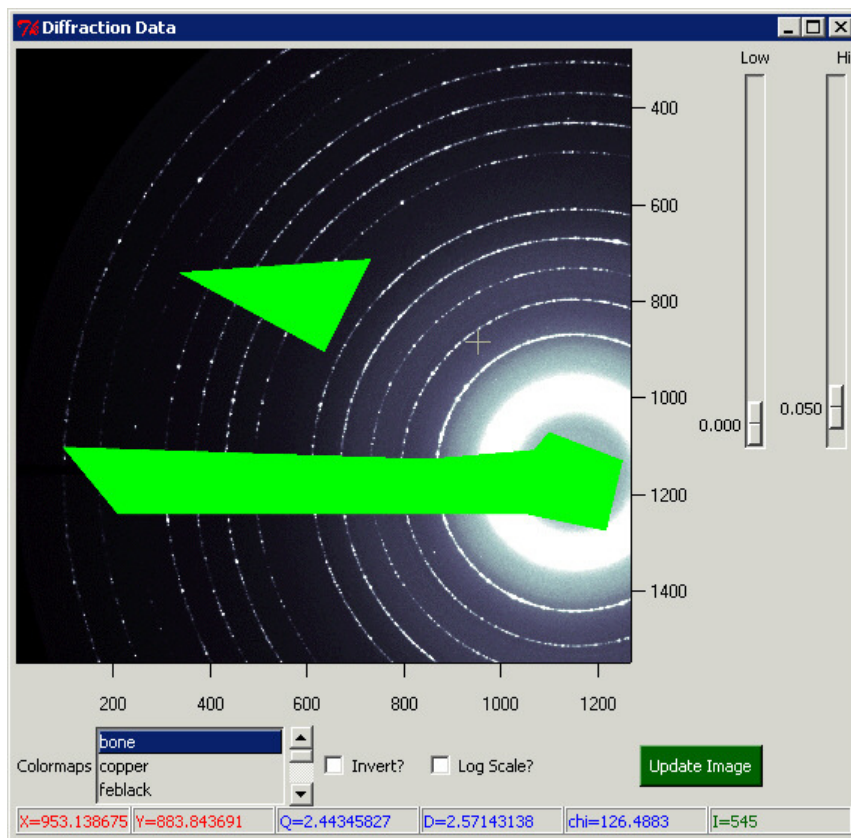 Diffraction Data
Low Hi
400
600
800
1000
0.000 0.050
1200
1400
200 400 600 800 1000 1200
bone
Colormaps copper Invert? Log Scale? Update Image
feblack
X=953.138675 Y=883.843691 Q=2.44345827 D=2.57143138 chi=126.4883 I=545